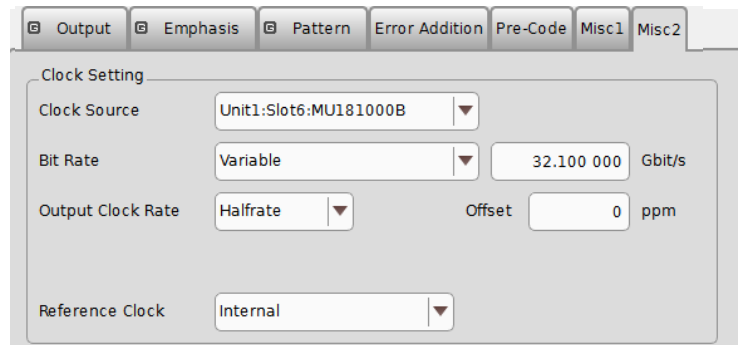 Output Emphasis Pattern Error Addition Pre-Code Misc1 Misc2
Clock Setting
Clock Source Unit1:Slot6:MU181000B
Bit Rate Variable 32.100 000 Gbit/s
Output Clock Rate Halfrate Offset 0 ppm
Reference Clock Internal